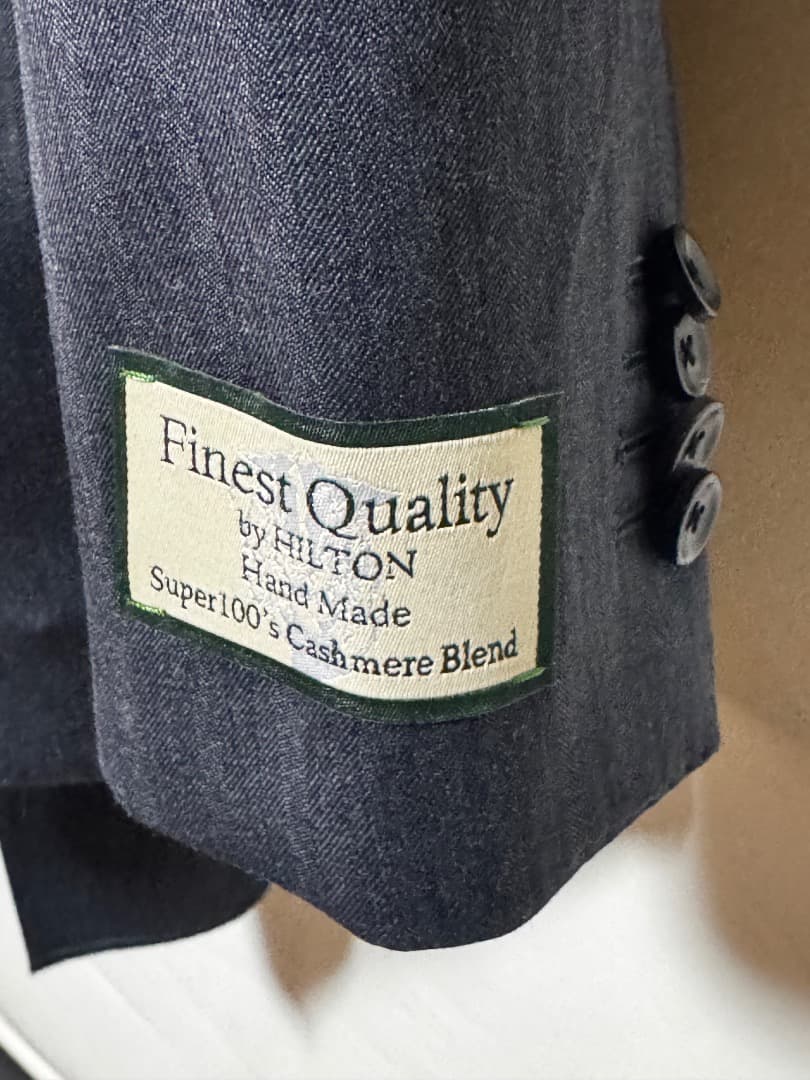 Finest Quality
by HILTON
Hand Made
Super100's Cashmere Blend